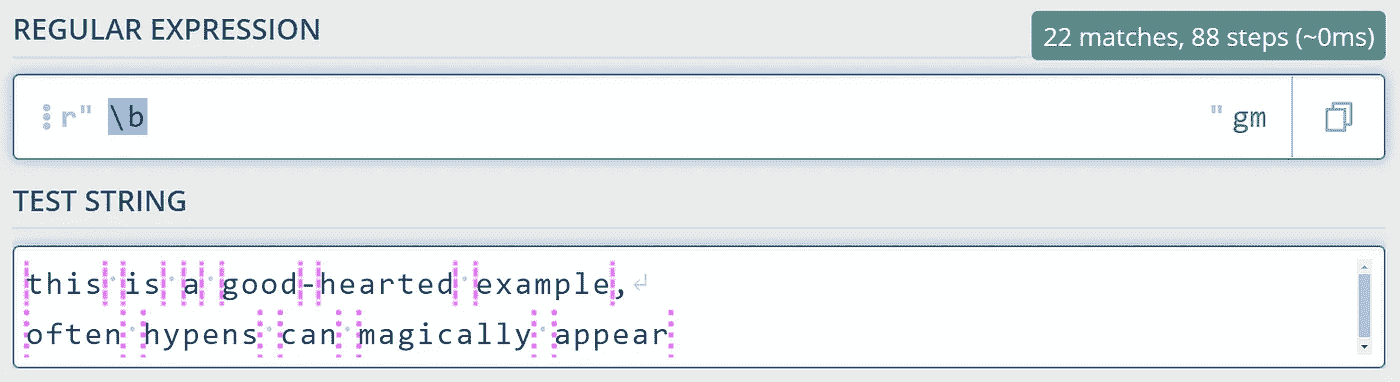 REGULAR EXPRESSION
22 matches, 88 steps (~0ms)
r" \b " gm
TEST STRING
this is a good-hearted example,
often hypens can magically appear